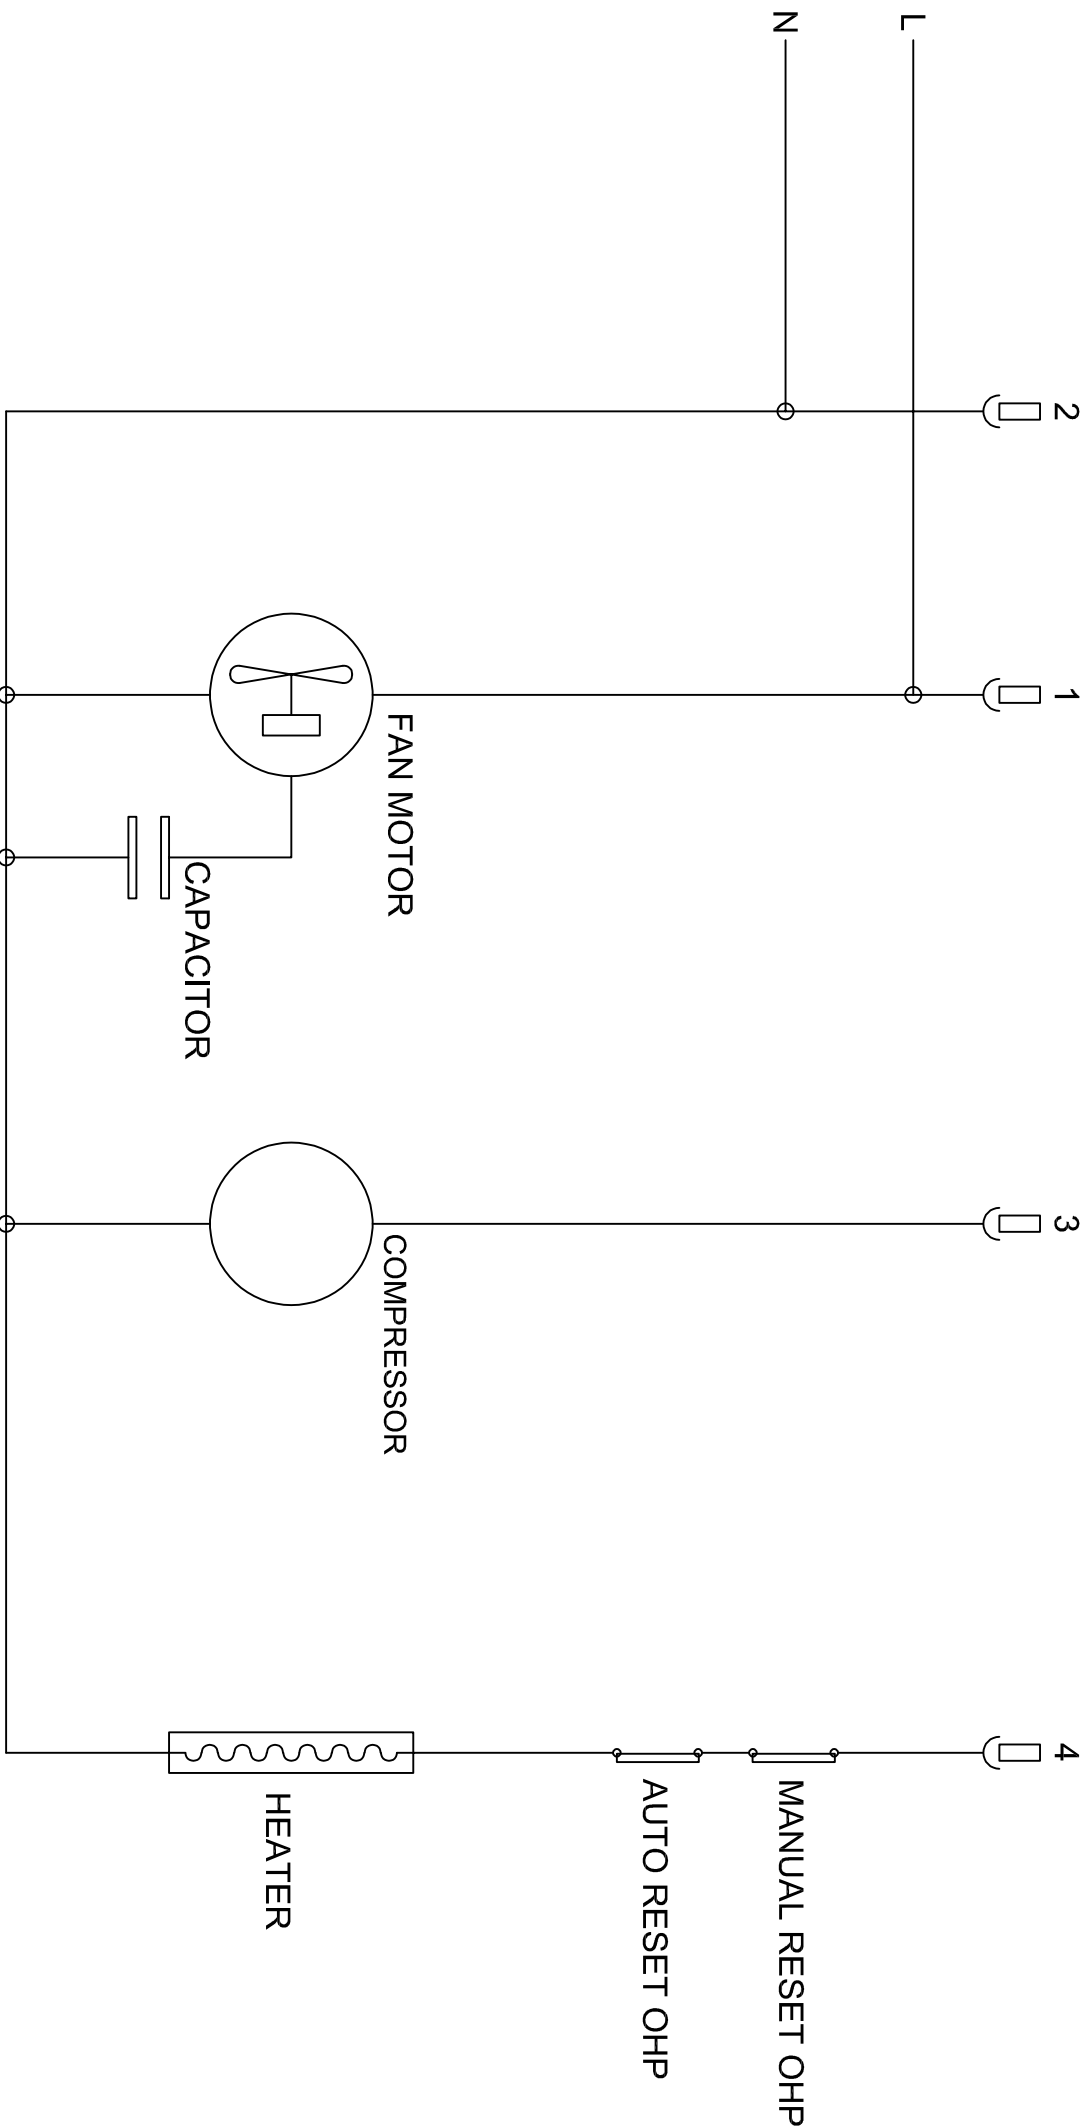 2
1
3
4
L
N
MANUAL RESET OHP
AUTO RESET OHP
FAN MOTOR
COMPRESSOR
HEATER
CAPACITOR